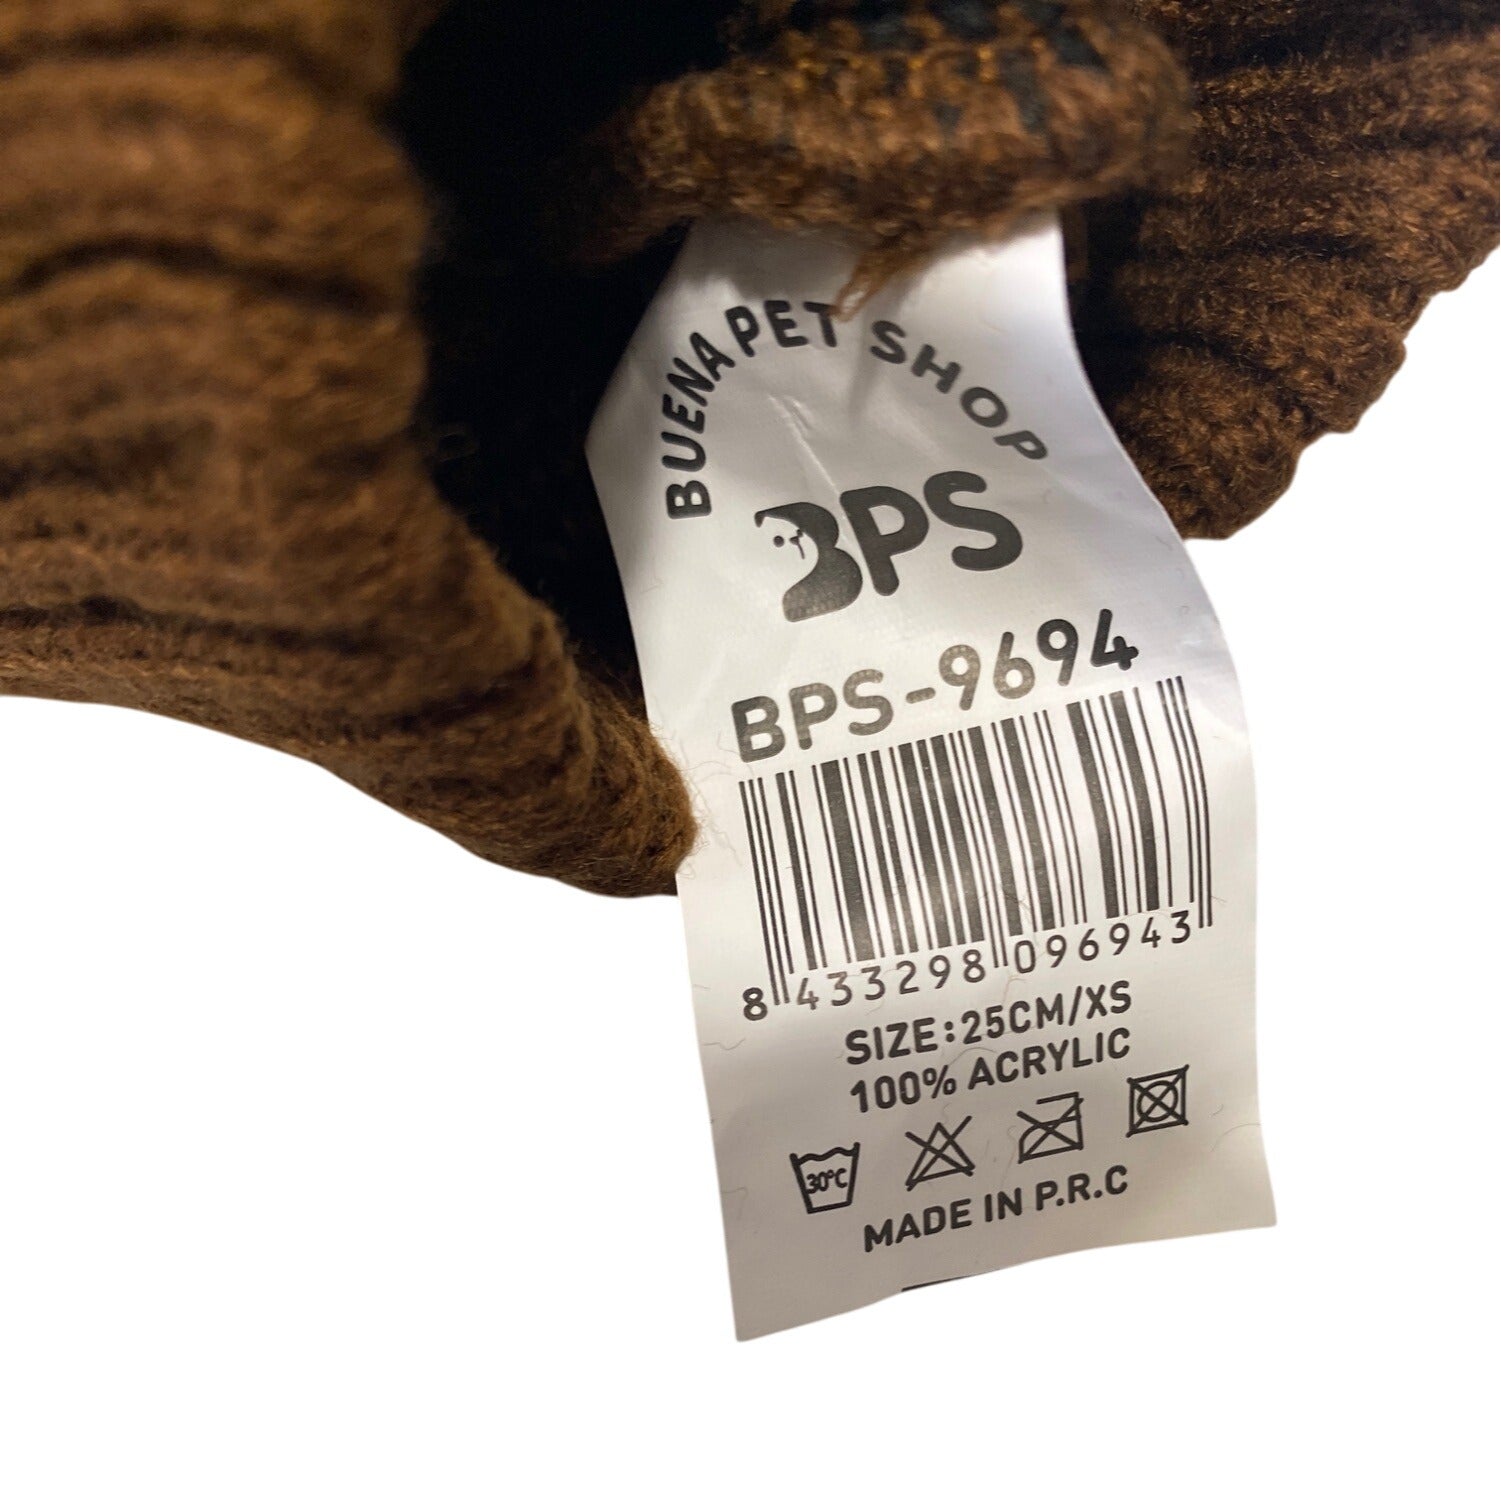 BUENA PET SHOP
BPS
BPS-9694
8 433298 096943
SIZE:25CM/XS
100% ACRYLIC
30°C
MADE IN P.R.C